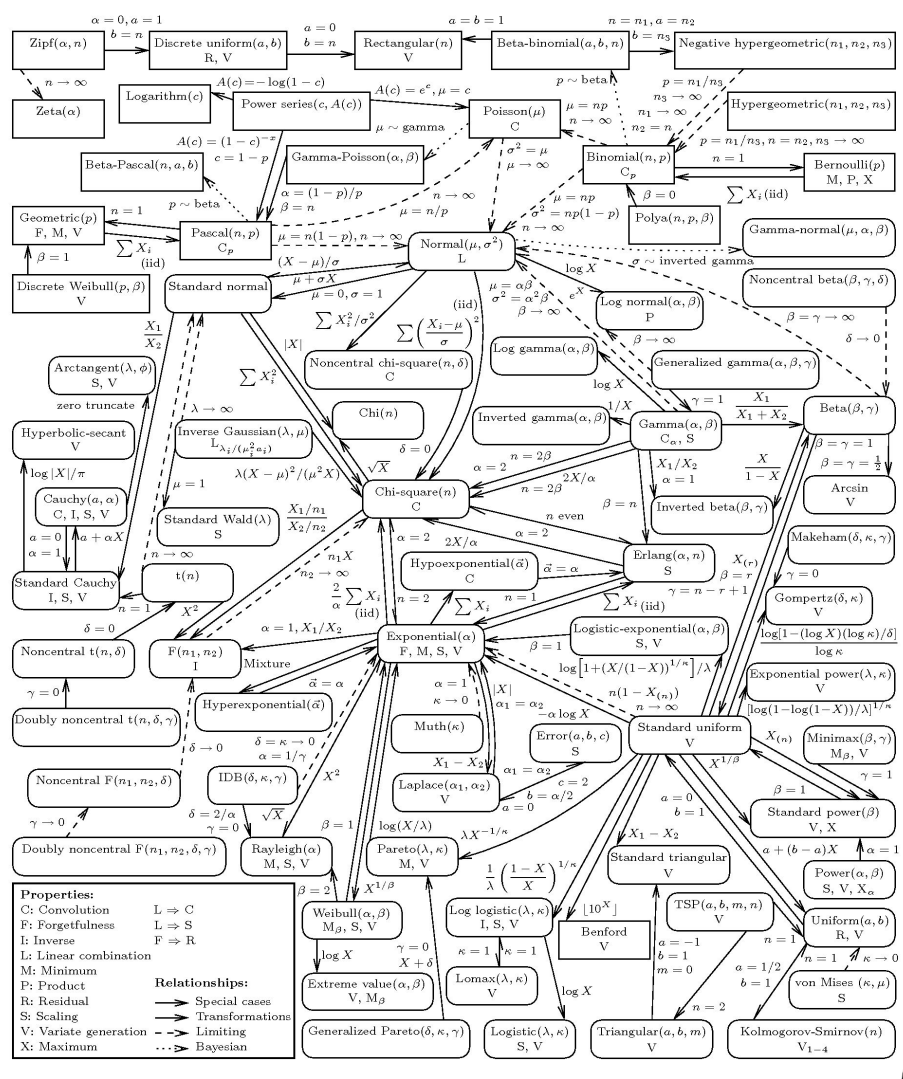 α = 0, a = 1
b = n
a = 0
b = n
a = b = 1
n = n₁, a = n₂
b = n₃
Zipf(α, n)
Discrete uniform(a, b)
R, V
Rectangular(n)
V
Beta-binomial(a, b, n)
Negative hypergeometric(n₁, n₂, n₃)
n → ∞
A(c) = −log(1 − c)
A(c) = eᶜ, μ = c
p ∼ beta
p = n₁/n₃
n₃ → ∞
Logarithm(c)
Power series(c, A(c))
Zeta(α)
Poisson(μ)
C
μ = np
n → ∞
n₁ → ∞
n₂ = n
Hypergeometric(n₁, n₂, n₃)
A(c) = (1 − c)⁻ˣ
c = 1 − p
μ ∼ gamma
σ² = μ
μ → ∞
p = n₁/n₃, n = n₂, n₃ → ∞
Beta-Pascal(n, a, b)
Gamma-Poisson(α, β)
Binomial(n, p)
Cₚ
n = 1
Bernoulli(p)
M, P, X
p ∼ beta
α = (1 − p)/p
β = n
n → ∞
μ = n/p
μ = np
σ² = np(1 − p)
β = 0
∑ Xᵢ (iid)
Geometric(p)
F, M, V
n = 1
∑ Xᵢ
(iid)
Pascal(n, p)
Cₚ
μ = n(1 − p), n → ∞
Polya(n, p, β)
Normal(μ, σ²)
L
Gamma-normal(μ, α, β)
β = 1
(X − μ)/σ
μ + σX
μ = 0, σ = 1
σ ∼ inverted gamma
log X
Discrete Weibull(p, β)
V
Standard normal
(iid)
μ = αβ
σ² = α²β
β → ∞
eˣ
Noncentral beta(β, γ, δ)
Log normal(α, β)
P
X₁
X₂
∑ Xᵢ²/σ²
∑ (Xᵢ − μ / σ)²
β = γ → ∞
δ → 0
|X|
β → ∞
Log gamma(α, β)
Generalized gamma(α, β, γ)
Arctangent(λ, φ)
S, V
∑ Xᵢ²
Noncentral chi-square(n, δ)
C
log X
γ = 1
X₁
X₁ + X₂
zero truncate
λ → ∞
Chi(n)
Inverted gamma(α, β)
1/X
Gamma(α, β)
Cα, S
Beta(β, γ)
Hyperbolic-secant
V
Inverse Gaussian(λ, μ)
L λᵢ/(μᵢ²aᵢ)
δ = 0
β = γ = 1
log |X|/π
λ(X − μ)²/(μ²X)
√X
α = 2
n = 2β
2X/α
n = 2β
X₁/X₂
α = 1
X
1 − X
β = γ = ½
μ = 1
Cauchy(a, α)
C, I, S, V
Chi-square(n)
C
β = n
Inverted beta(β, γ)
Arcsin
V
Standard Wald(λ)
S
X₁/n₁
X₂/n₂
n even
a = 0
α = 1
a + αX
n → ∞
α = 2
2X/α
α = 2
Makeham(δ, κ, γ)
n₁X
n₂ → ∞
Erlang(α, n)
S
X₍ᵣ₎
β = r
γ = n − r + 1
Hypoexponential(α⃗)
C
α⃗ = α
γ = 0
Standard Cauchy
I, S, V
n = 1
t(n)
X²
2
α
∑ Xᵢ
(iid)
n = 2
n = 1
∑ Xᵢ
∑ Xᵢ (iid)
Gompertz(δ, κ)
V
δ = 0
α = 1, X₁/X₂
Exponential(α)
F, M, S, V
β = 1
Logistic-exponential(α, β)
S, V
log[1−(log X)(log κ)/δ]
log κ
Noncentral t(n, δ)
F(n₁, n₂)
I
Mixture
log[1+(X/(1−X))^1/κ]/λ
Exponential power(λ, κ)
V
γ = 0
α⃗ = α
α = 1
κ → 0
|X|
α₁ = α₂
n(1 − X₍ₙ₎)
n → ∞
[log(1−log(1−X))/λ]^1/κ
Hyperexponential(α⃗)
Doubly noncentral t(n, δ, γ)
Muth(κ)
−α log X
Standard uniform
V
δ → 0
δ = κ → 0
α = 1/γ
Error(a, b, c)
S
X₍ₙ₎
Minimax(β, γ)
Mβ, V
X₁ − X₂
X^1/β
Noncentral F(n₁, n₂, δ)
IDB(δ, κ, γ)
X²
Laplace(α₁, α₂)
V
α₁ = α₂
c = 2
b = α/2
a = 0
γ = 1
β = 1
γ → 0
δ = 2/α
γ = 0
√X
β = 1
log(X/λ)
λX^−1/κ
a = 0
b = 1
Standard power(β)
V, X
X₁ − X₂
a + (b − a)X
α = 1
Doubly noncentral F(n₁, n₂, δ, γ)
Rayleigh(α)
M, S, V
Pareto(λ, κ)
M, V
Standard triangular
V
1
λ
(1 − X / X)^1/κ
Power(α, β)
S, V, Xα
β = 2
X^1/β
Weibull(α, β)
Mβ, S, V
Log logistic(λ, κ)
I, S, V
⌊10ˣ⌋
TSP(a, b, m, n)
V
Uniform(a, b)
R, V
Benford
V
log X
γ = 0
X + δ
κ = 1
κ = 1
a = −1
b = 1
m = 0
n = 1
n = 1
κ → 0
a = 1/2
b = 1
Extreme value(α, β)
V, Mβ
Lomax(λ, κ)
V
log X
von Mises (κ, μ)
S
n = 2
Generalized Pareto(δ, κ, γ)
Logistic(λ, κ)
S, V
Triangular(a, b, m)
V
Kolmogorov-Smirnov(n)
V₁₋₄
Properties:
C: Convolution L ⇒ C
F: Forgetfulness L ⇒ S
I: Inverse F ⇒ R
L: Linear combination
M: Minimum
P: Product Relationships:
R: Residual Special cases
S: Scaling Transformations
V: Variate generation Limiting
X: Maximum Bayesian